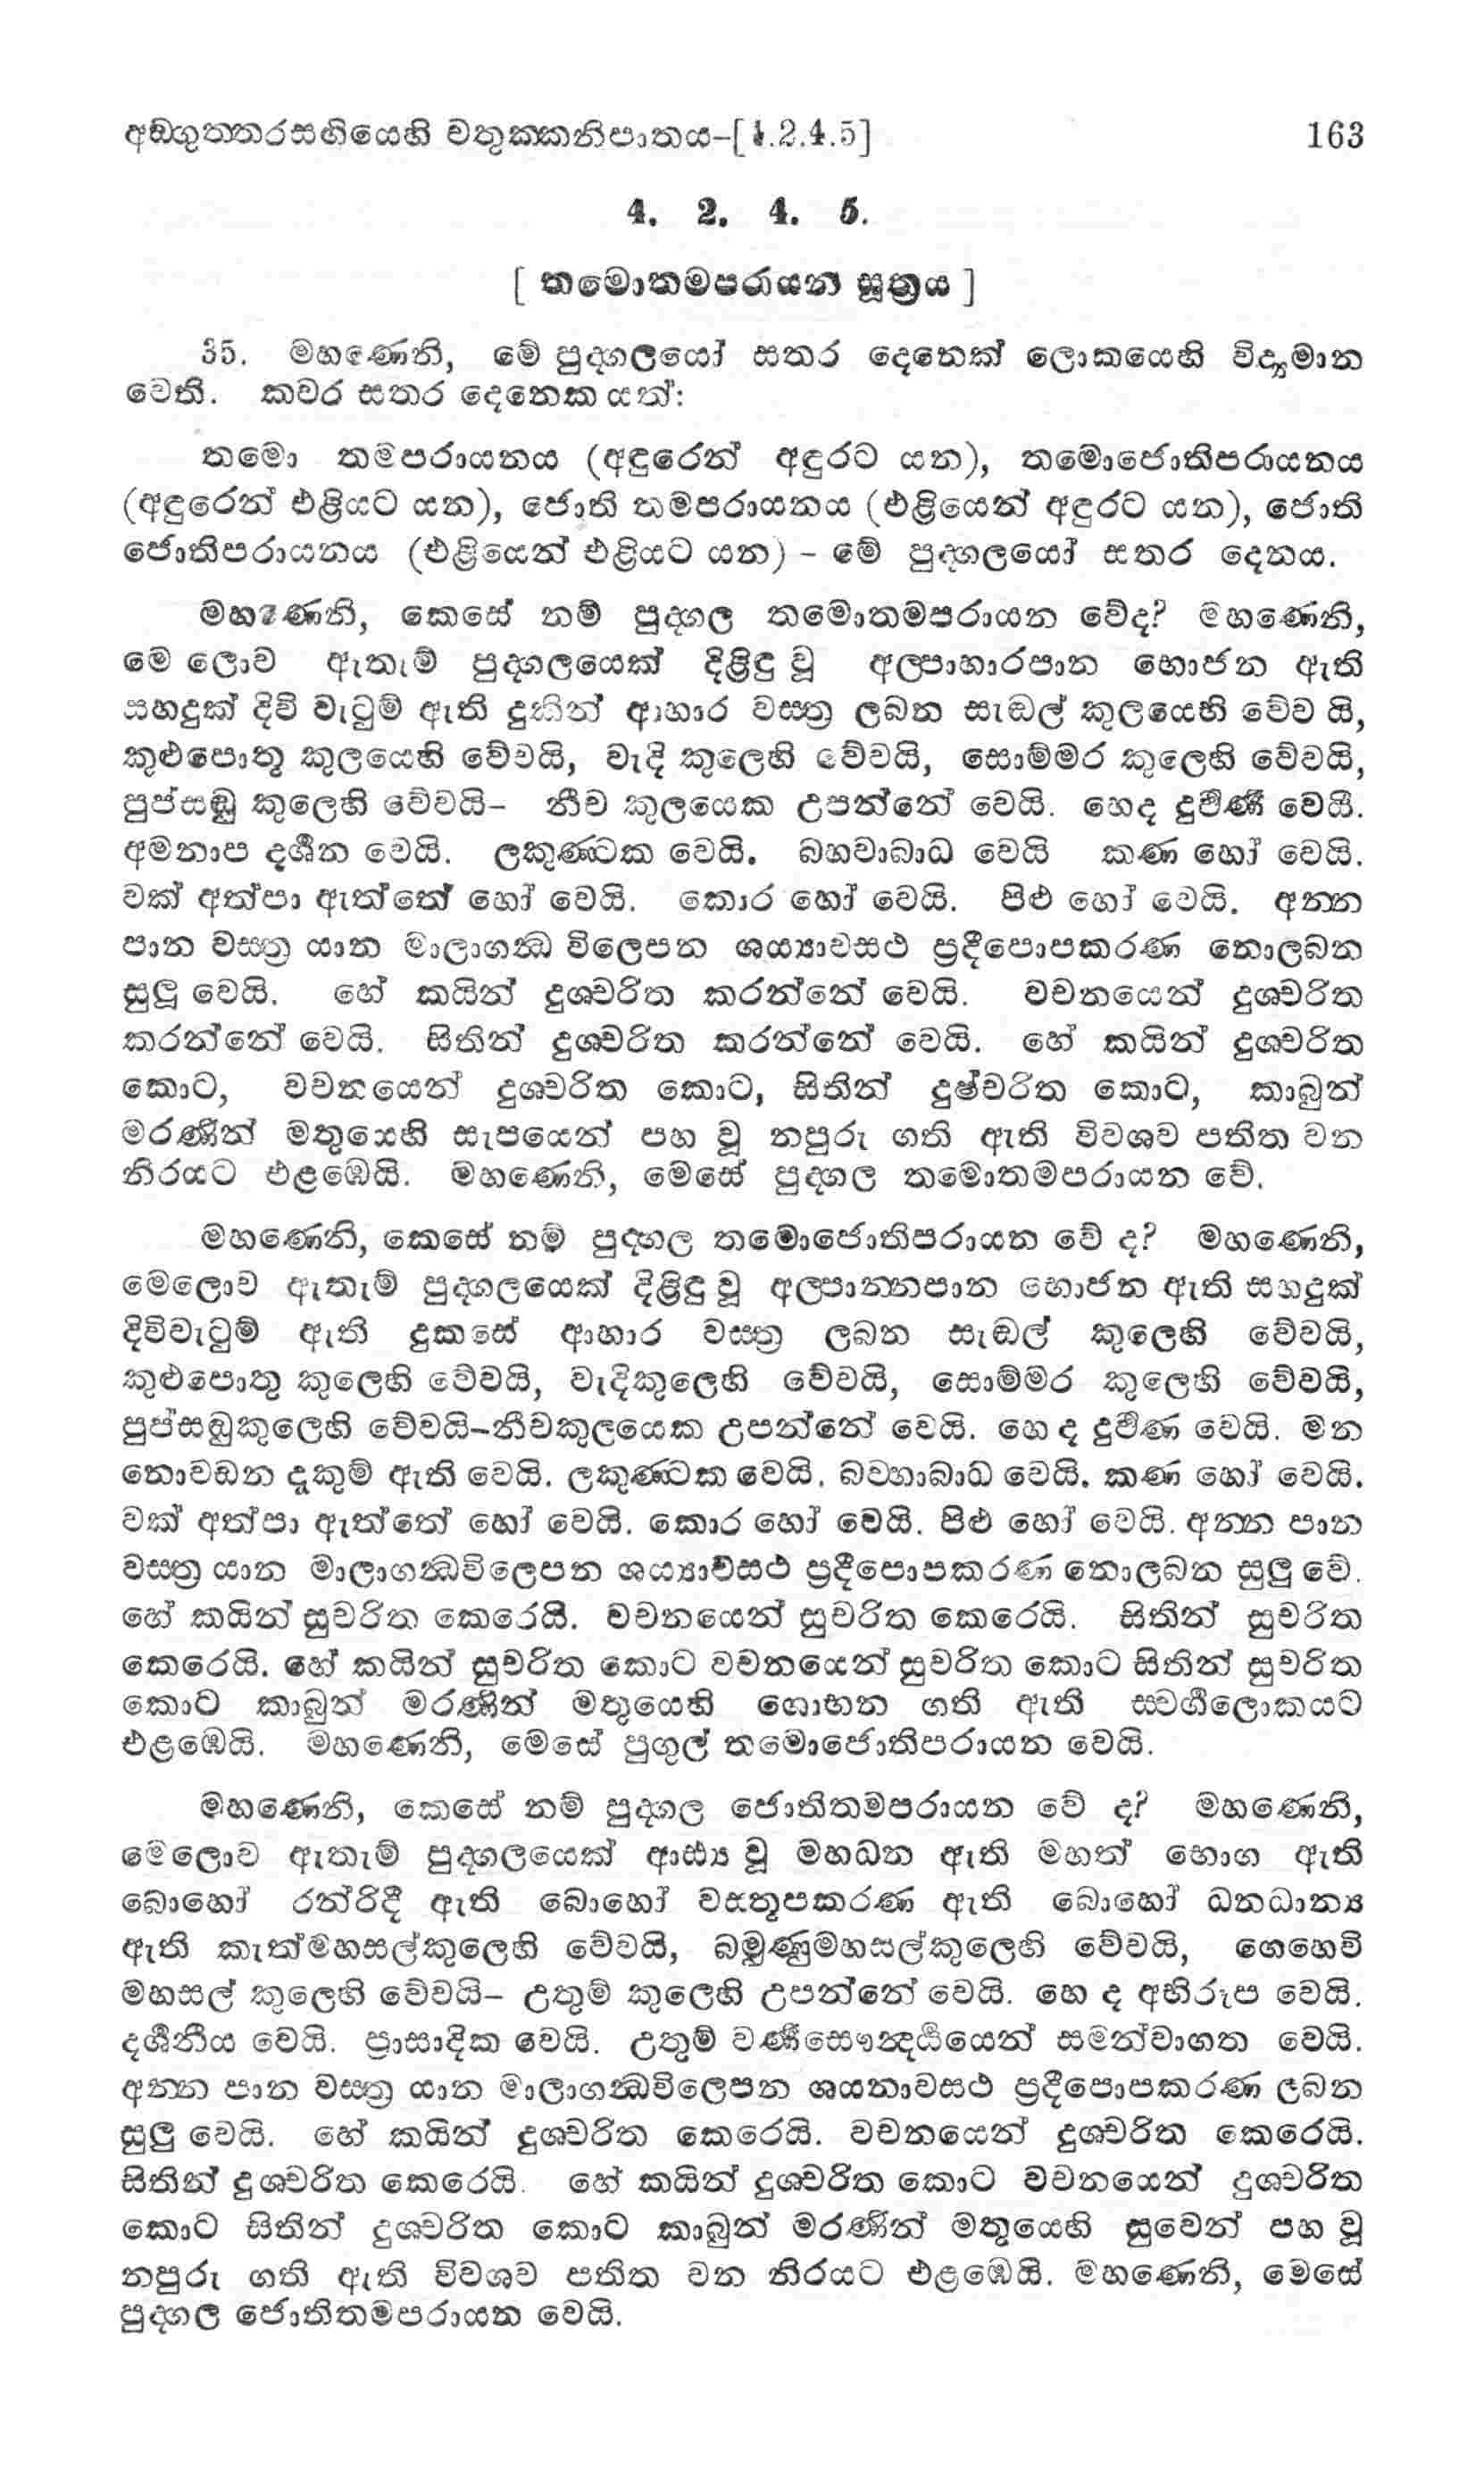 අඞගුත්තරසඟියෙහි චතුක්කනිපාතය–[4.2.4.5] 163
4. 2. 4. 5.
[ තමොතමපරායන සූත්‍රය ]
35. මහණෙනි, මේ පුද්ගලයෝ සතර දෙනෙක් ලොකයෙහි විද්‍යමාන
වෙති. කවර සතර දෙනෙක යත්:
තමො තමපරායනය (අඳුරෙන් අඳුරට යන), තමොජොතිපරායනය
(අඳුරෙන් එළියට යන), ජොති තමපරායනය (එළියෙන් අඳුරට යන), ජොති
ජොතිපරායනය (එළියෙන් එළියට යන) – මේ පුද්ගලයෝ සතර දෙනය.
මහණෙනි, කෙසේ නම් පුද්ගල තමොතමපරායන වේද? මහණෙනි,
මෙ ලොව ඇතැම් පුද්ගලයෙක් දිළිඳු වූ අල්පාහාරපාන භොජන ඇති
සහදුක් දිවි වැටුම් ඇති දුකින් ආහාර වස්ත්‍ර ලබන සැඬල් කුලයෙහි වේව යි,
කුළුපොතු කුලයෙහි වේවයි, වැදි කුලෙහි වේවයි, සොම්මර කුලෙහි වේවයි,
පුප්සඬු කුලෙහි වේවයි– නීච කුලයෙක උපන්නේ වෙයි. හෙද දුර්‍වර්‍ණ වෙයි.
අමනාප දර්‍ශන වෙයි. ලකුණ්ටක වෙයි. බහ්වාබාධ වෙයි කණ හෝ වෙයි.
වක් අත්පා ඇත්තේ හෝ වෙයි. කොර හෝ වෙයි. පිළු හෝ වෙයි. අන්න
පාන වස්ත්‍ර යාන මාලාගන්ධ විලෙපන ශය්‍යාවසථ ප්‍රදීපොපකරණ නොලබන
සුලු වෙයි. හේ කයින් දුශ්චරිත කරන්නේ වෙයි. වචනයෙන් දුශ්චරිත
කරන්නේ වෙයි. සිතින් දුශ්චරිත කරන්නේ වෙයි. හේ කයින් දුශ්චරිත
කොට, වචනයෙන් දුශ්චරිත කොට, සිතින් දුෂ්චරිත කොට, කාබුන්
මරණින් මතුයෙහි සැපයෙන් පහ වූ නපුරු ගති ඇති විවශව පතිත වන
නිරයට එළඹෙයි. මහණෙනි, මෙසේ පුද්ගල තමොතමපරායන වේ.
මහණෙනි, කෙසේ නම් පුද්ගල තමොජොතිපරායන වේ ද? මහණෙනි,
මෙලොව ඇතැම් පුද්ගලයෙක් දිළිඳු වූ අල්පාන්නපාන භොජන ඇති සහදුක්
දිවිවැටුම් ඇති දුකසේ ආහාර වස්ත්‍ර ලබන සැඬල් කුලෙහි වේවයි,
කුළුපොතු කුලෙහි වේවයි, වැදිකුලෙහි වේවයි, සොම්මර කුලෙහි වේවයි,
පුප්සඬුකුලෙහි වේවයි–නීචකුලයෙක උපන්නේ වෙයි. හෙ ද දුර්‍වර්‍ණ වෙයි. මන
නොවඩන දැකුම් ඇති වෙයි. ලකුණ්ටක වෙයි. බව්හාබාධ වෙයි. කණ හෝ වෙයි.
වක් අත්පා ඇත්තේ හෝ වෙයි. කොර හෝ වෙයි. පිළු හෝ වෙයි. අන්න පාන
වස්ත්‍ර යාන මාලාගන්ධවිලෙපන ශය්‍යාවසථ ප්‍රදීපොපකරණ නොලබන සුලු වේ.
හේ කයින් සුචරිත කෙරෙයි. වචනයෙන් සුචරිත කෙරෙයි. සිතින් සුචරිත
කෙරෙයි. හේ කයින් සුචරිත කොට වචනයෙන් සුචරිත කොට සිතින් සුචරිත
කොට කාබුන් මරණින් මතුයෙහි ශොභන ගති ඇති ස්වර්‍ගලොකයට
එළඹෙයි. මහණෙනි, මෙසේ පුගුල් තමොජොතිපරායන වෙයි.
මහණෙනි, කෙසේ නම් පුද්ගල ජොතිතමපරායන වේ ද? මහණෙනි,
මෙලොව ඇතැම් පුද්ගලයෙක් ආඪ්‍ය වූ මහධන ඇති මහත් භොග ඇති
බොහෝ රන්රිදී ඇති බොහෝ වස්තූපකරණ ඇති බොහෝ ධනධාන්‍ය
ඇති කැත්මහසල්කුලෙහි වේවයි, බමුණුමහසල්කුලෙහි වේවයි, ගෙහෙවි
මහසල් කුලෙහි වේවයි– උතුම් කුලෙහි උපන්නේ වෙයි. හෙ ද අභිරූප වෙයි.
දර්‍ශනීය වෙයි. ප්‍රාසාදික වෙයි. උතුම් වර්‍ණසෞන්දර්‍ය්‍යයෙන් සමන්වාගත වෙයි.
අන්න පාන වස්ත්‍ර යාන මාලාගන්ධවිලෙපන ශයනාවසථ ප්‍රදීපොපකරණ ලබන
සුලු වෙයි. හේ කයින් දුශ්චරිත කෙරෙයි. වචනයෙන් දුශ්චරිත කෙරෙයි.
සිතින් දුශ්චරිත කෙරෙයි. හේ කයින් දුශ්චරිත කොට වචනයෙන් දුශ්චරිත
කොට සිතින් දුශ්චරිත කොට කාබුන් මරණින් මතුයෙහි සුවෙන් පහ වූ
නපුරු ගති ඇති විවශව පතිත වන නිරයට එළඹෙයි. මහණෙනි, මෙසේ
පුද්ගල ජොතිතමපරායන වෙයි.